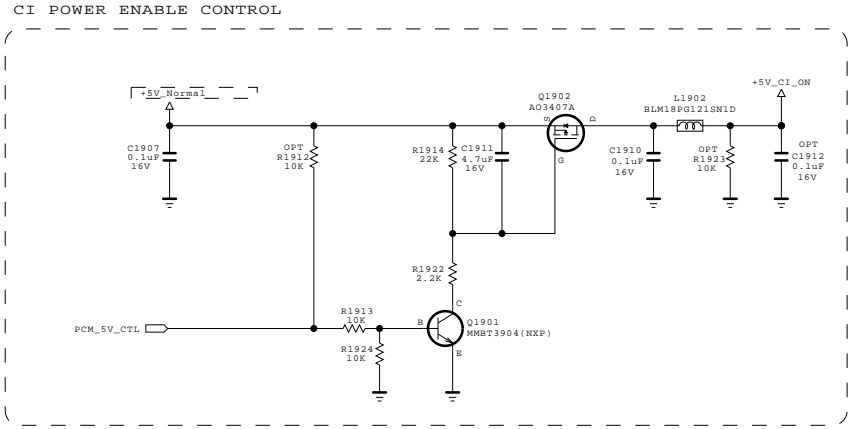 CI POWER ENABLE CONTROL
+5V_Normal
Q1902
AO3407A
L1902
BLM18PG121SN1D
+5V_CI_ON
S
D
G
C1907
0.1uF
16V
OPT
R1912
10K
R1914
22K
C1911
4.7uF
16V
C1910
0.1uF
16V
OPT
R1923
10K
OPT
C1912
0.1uF
16V
R1922
2.2K
PCM_5V_CTL
R1913
10K
R1924
10K
B
C
E
Q1901
MMBT3904(NXP)